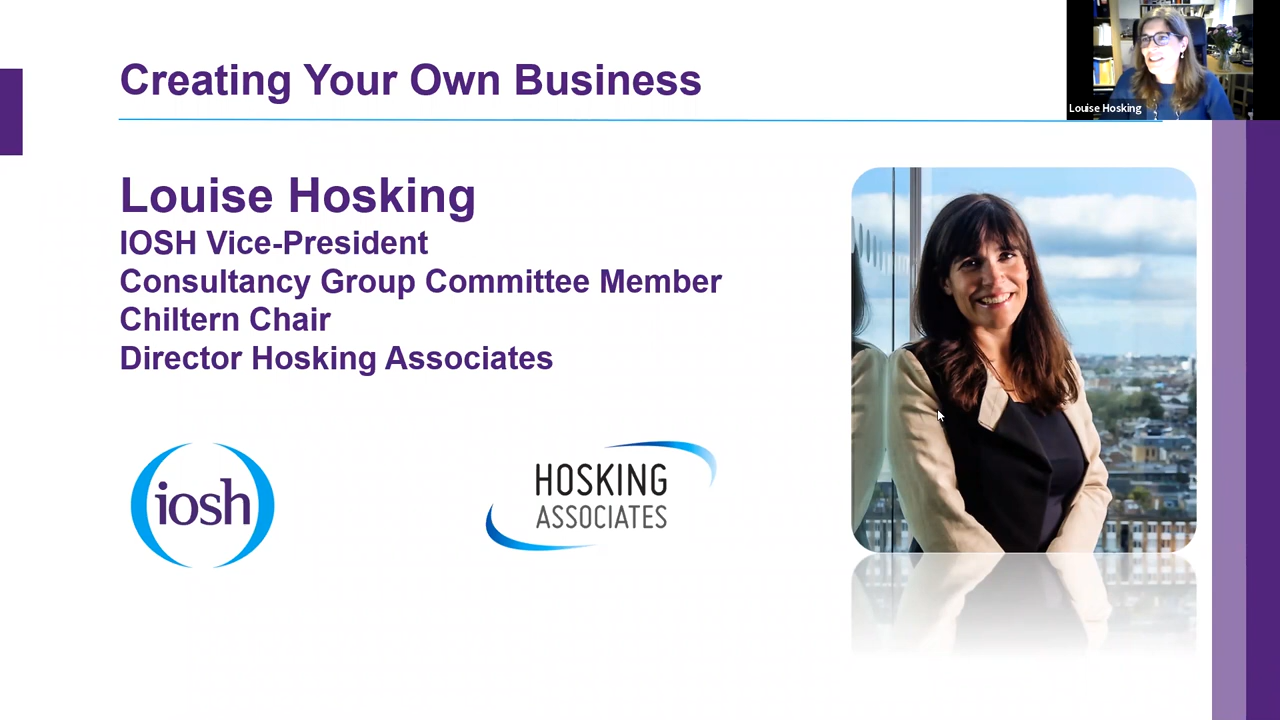 Creating Your Own Business
Louise Hosking
Louise Hosking
IOSH Vice-President
Consultancy Group Committee Member
Chiltern Chair
Director Hosking Associates
iosh
HOSKING
ASSOCIATES